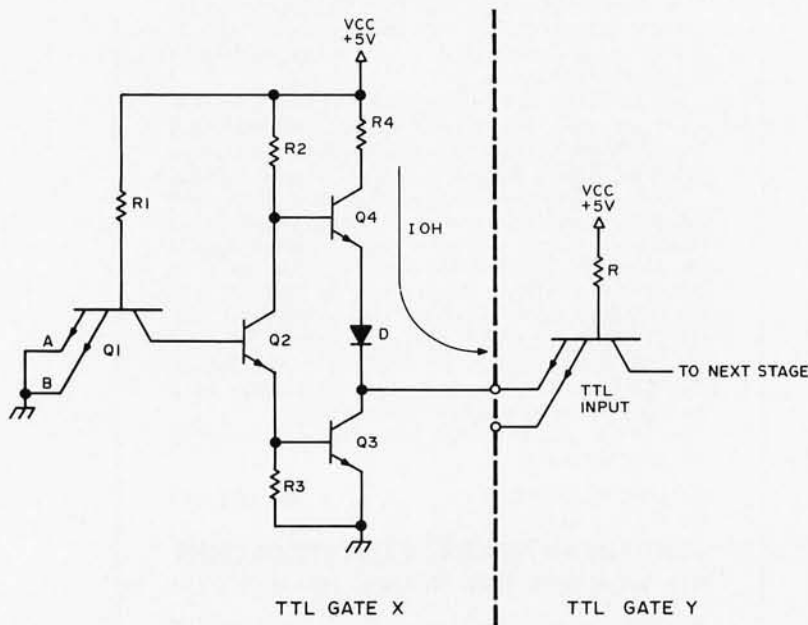 VCC
+5V
R4
R2
R1
Q4
I OH
VCC
+5V
R
A
Q1
B
Q2
D
TO NEXT STAGE
TTL
INPUT
Q3
R3
TTL GATE X
TTL GATE Y